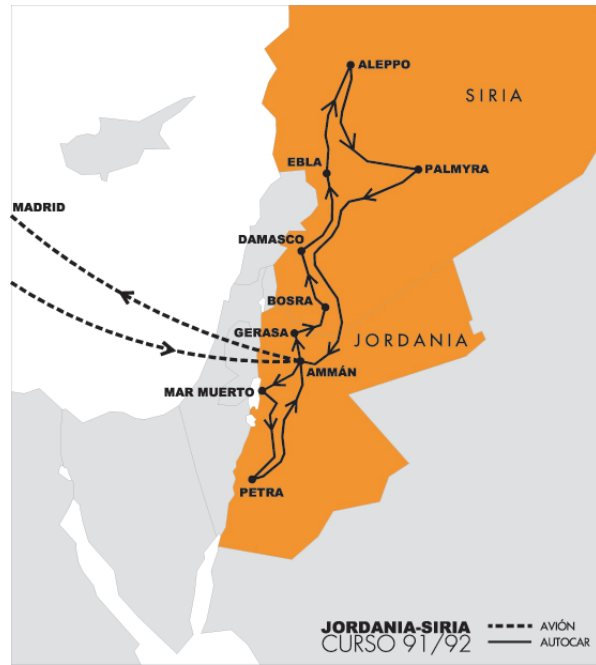 ALEPPO
SIRIA
EBLA
PALMYRA
MADRID
DAMASCO
BOSRA
GERASA
JORDANIA
AMMÁN
MAR MUERTO
PETRA
JORDANIA-SIRIA
CURSO 91/92
AVIÓN
AUTOCAR